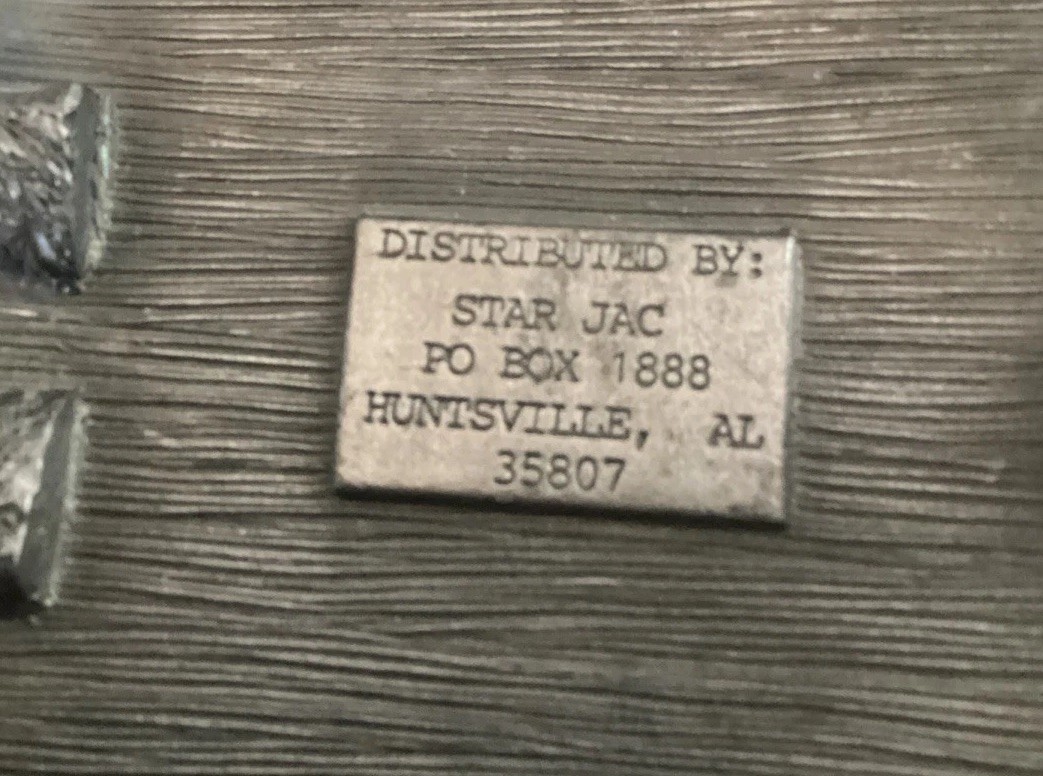 DISTRIBUTED BY:
STAR JAC
PO BOX 1888
HUNTSVILLE, AL
35807